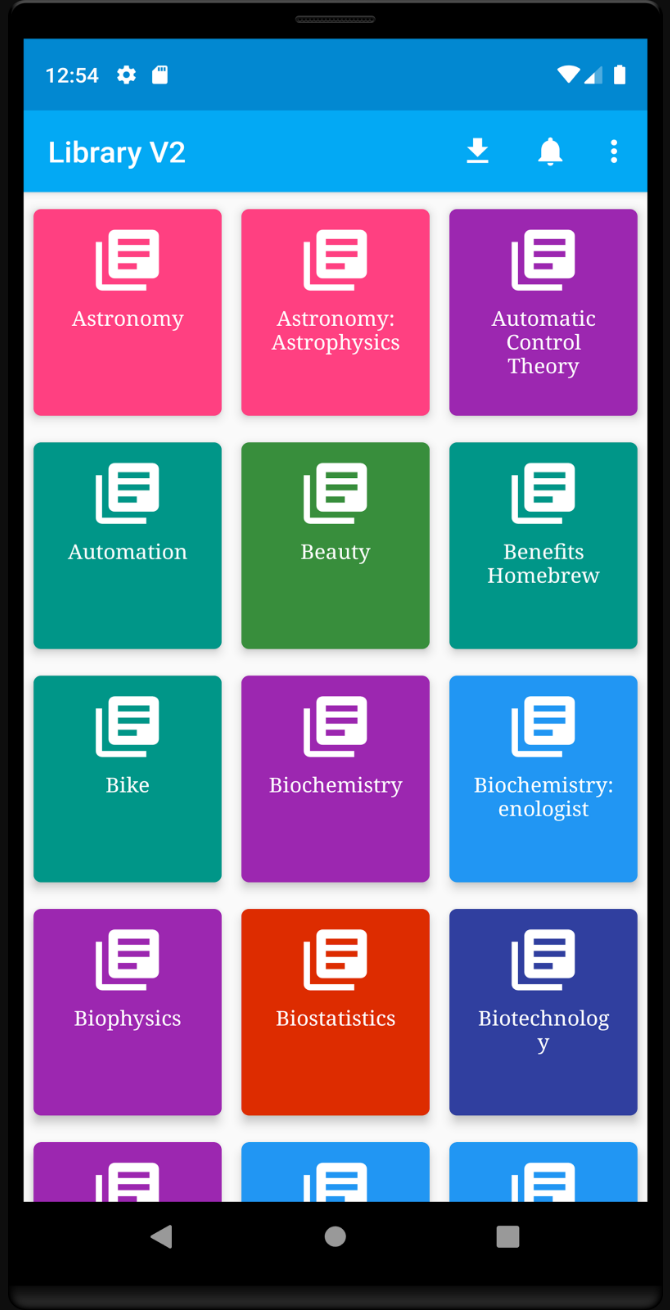 12:54
Library V2
Astronomy
Astronomy:
Astrophysics
Automatic
Control
Theory
Automation
Beauty
Benefits
Homebrew
Bike
Biochemistry
Biochemistry:
enologist
Biophysics
Biostatistics
Biotechnolog
y